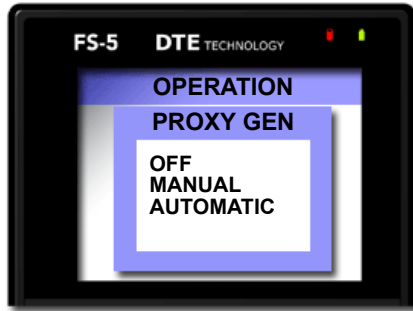 FS-5 DTE TECHNOLOGY
OPERATION
PROXY GEN
OFF
MANUAL
AUTOMATIC